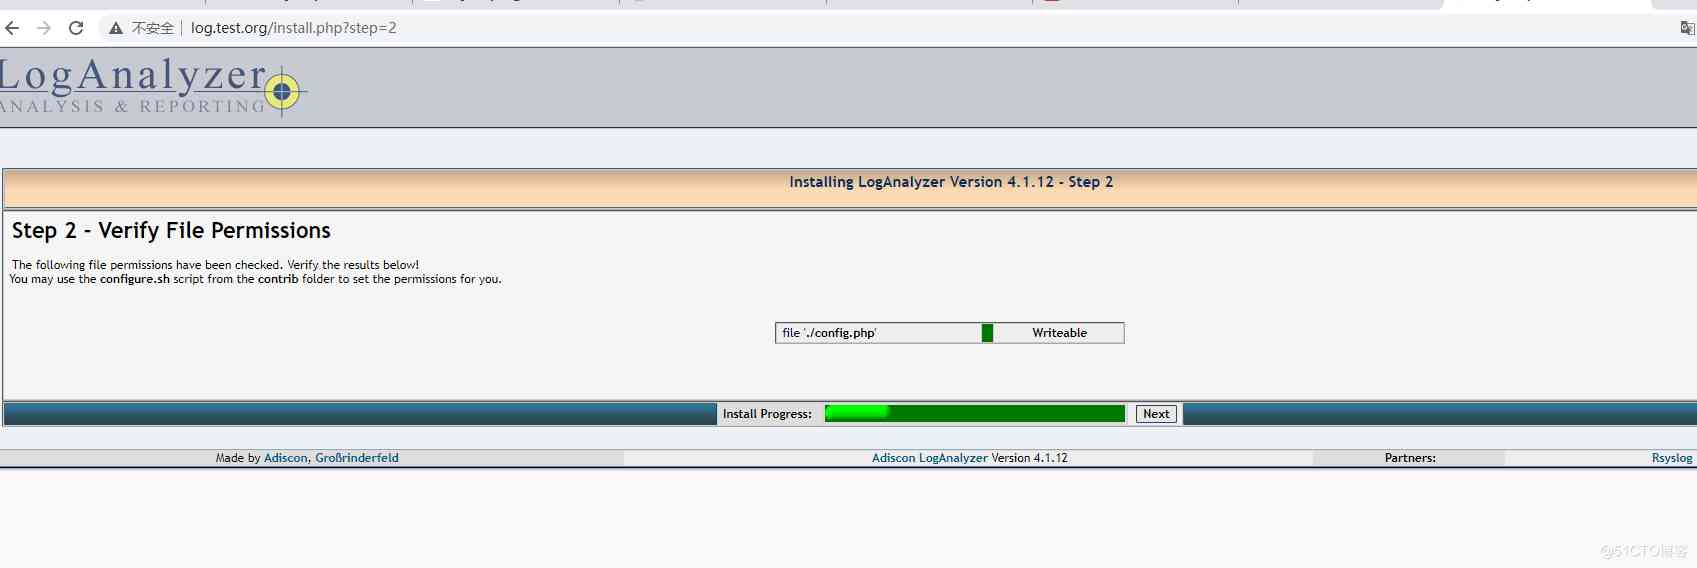 不安全 | log.test.org/install.php?step=2
LogAnalyzer
ANALYSIS & REPORTING
Installing LogAnalyzer Version 4.1.12 - Step 2
Step 2 - Verify File Permissions
The following file permissions have been checked. Verify the results below!
You may use the configure.sh script from the contrib folder to set the permissions for you.
file './config.php' Writeable
Install Progress: Next
Made by Adiscon, Großrinderfeld Adiscon LogAnalyzer Version 4.1.12 Partners: Rsyslog
@51CTO博客